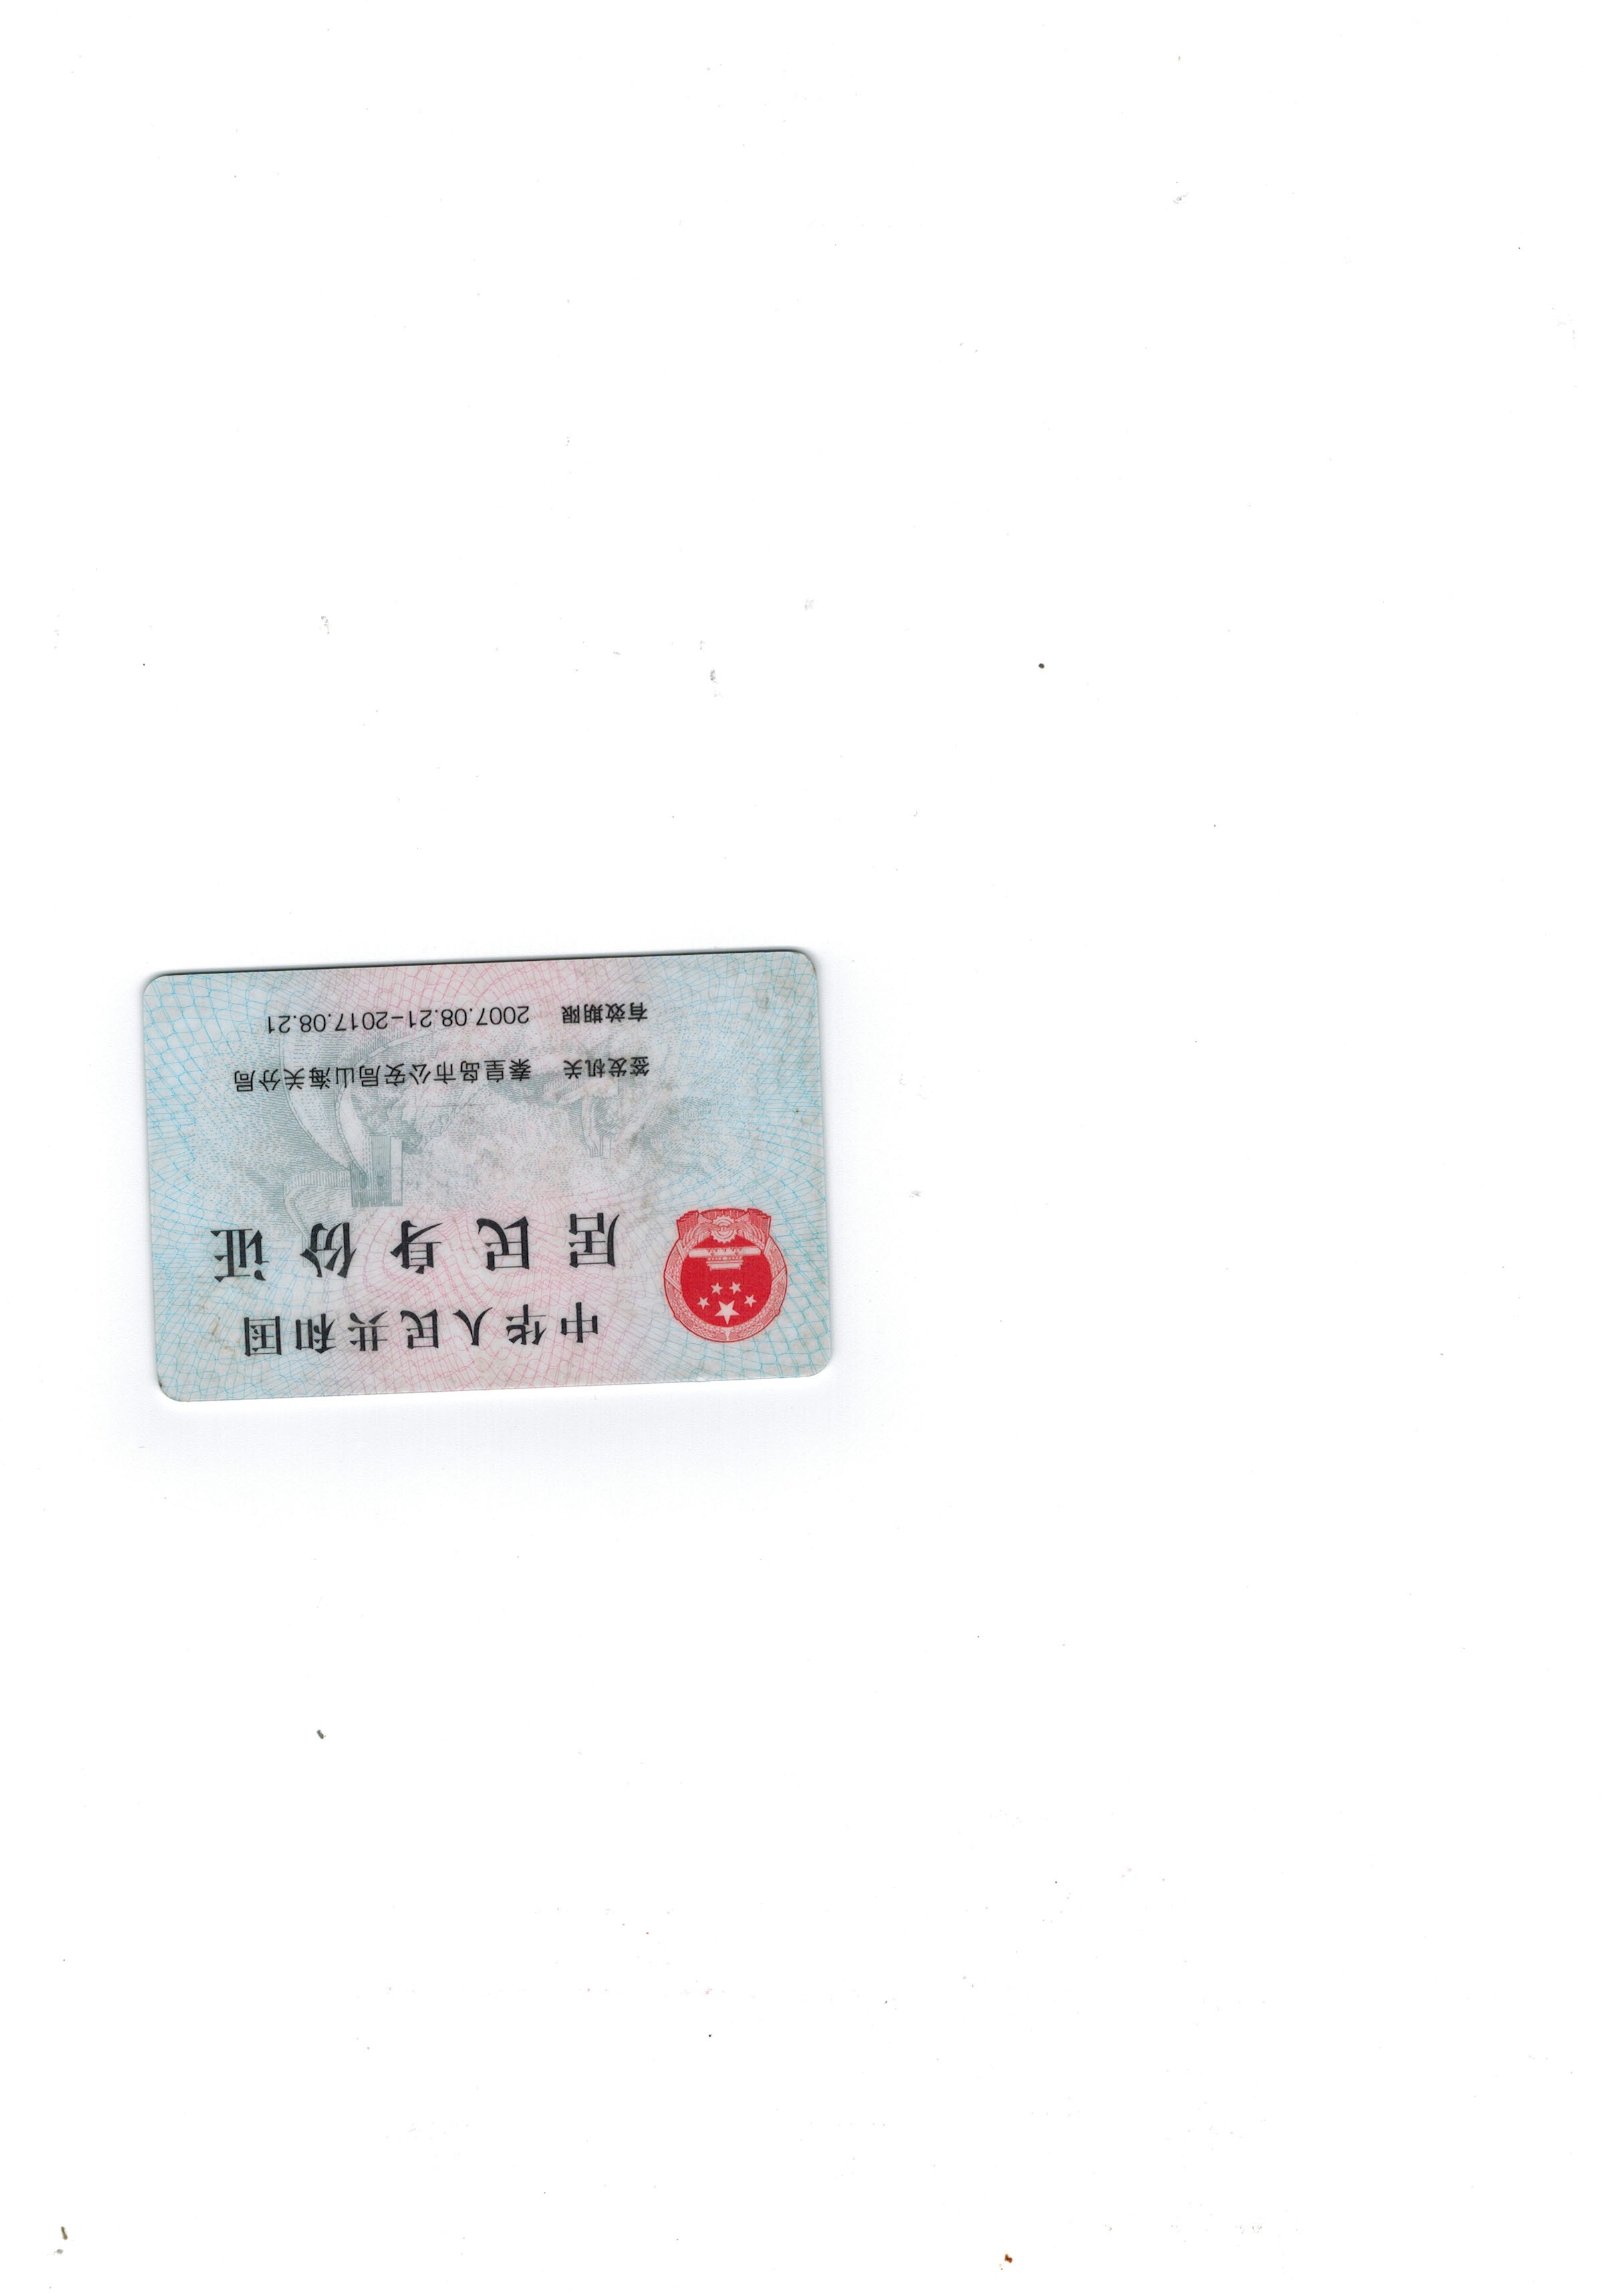 中华人民共和国
居民身份证
签发机关 秦皇岛市公安局山海关分局
有效期限 2007.08.21-2017.08.21